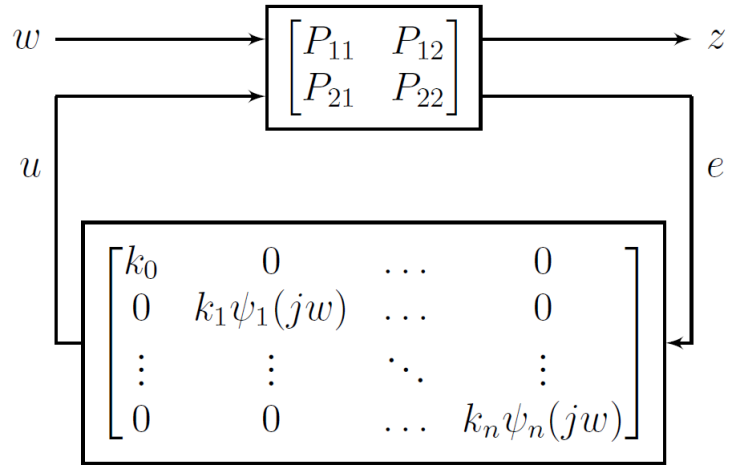 w [P₁₁ P₁₂ z
P₂₁ P₂₂]
u e
[k₀ 0 … 0
0 k₁ψ₁(jw) … 0
⋮ ⋮ ⋱ ⋮
0 0 … kₙψₙ(jw)]